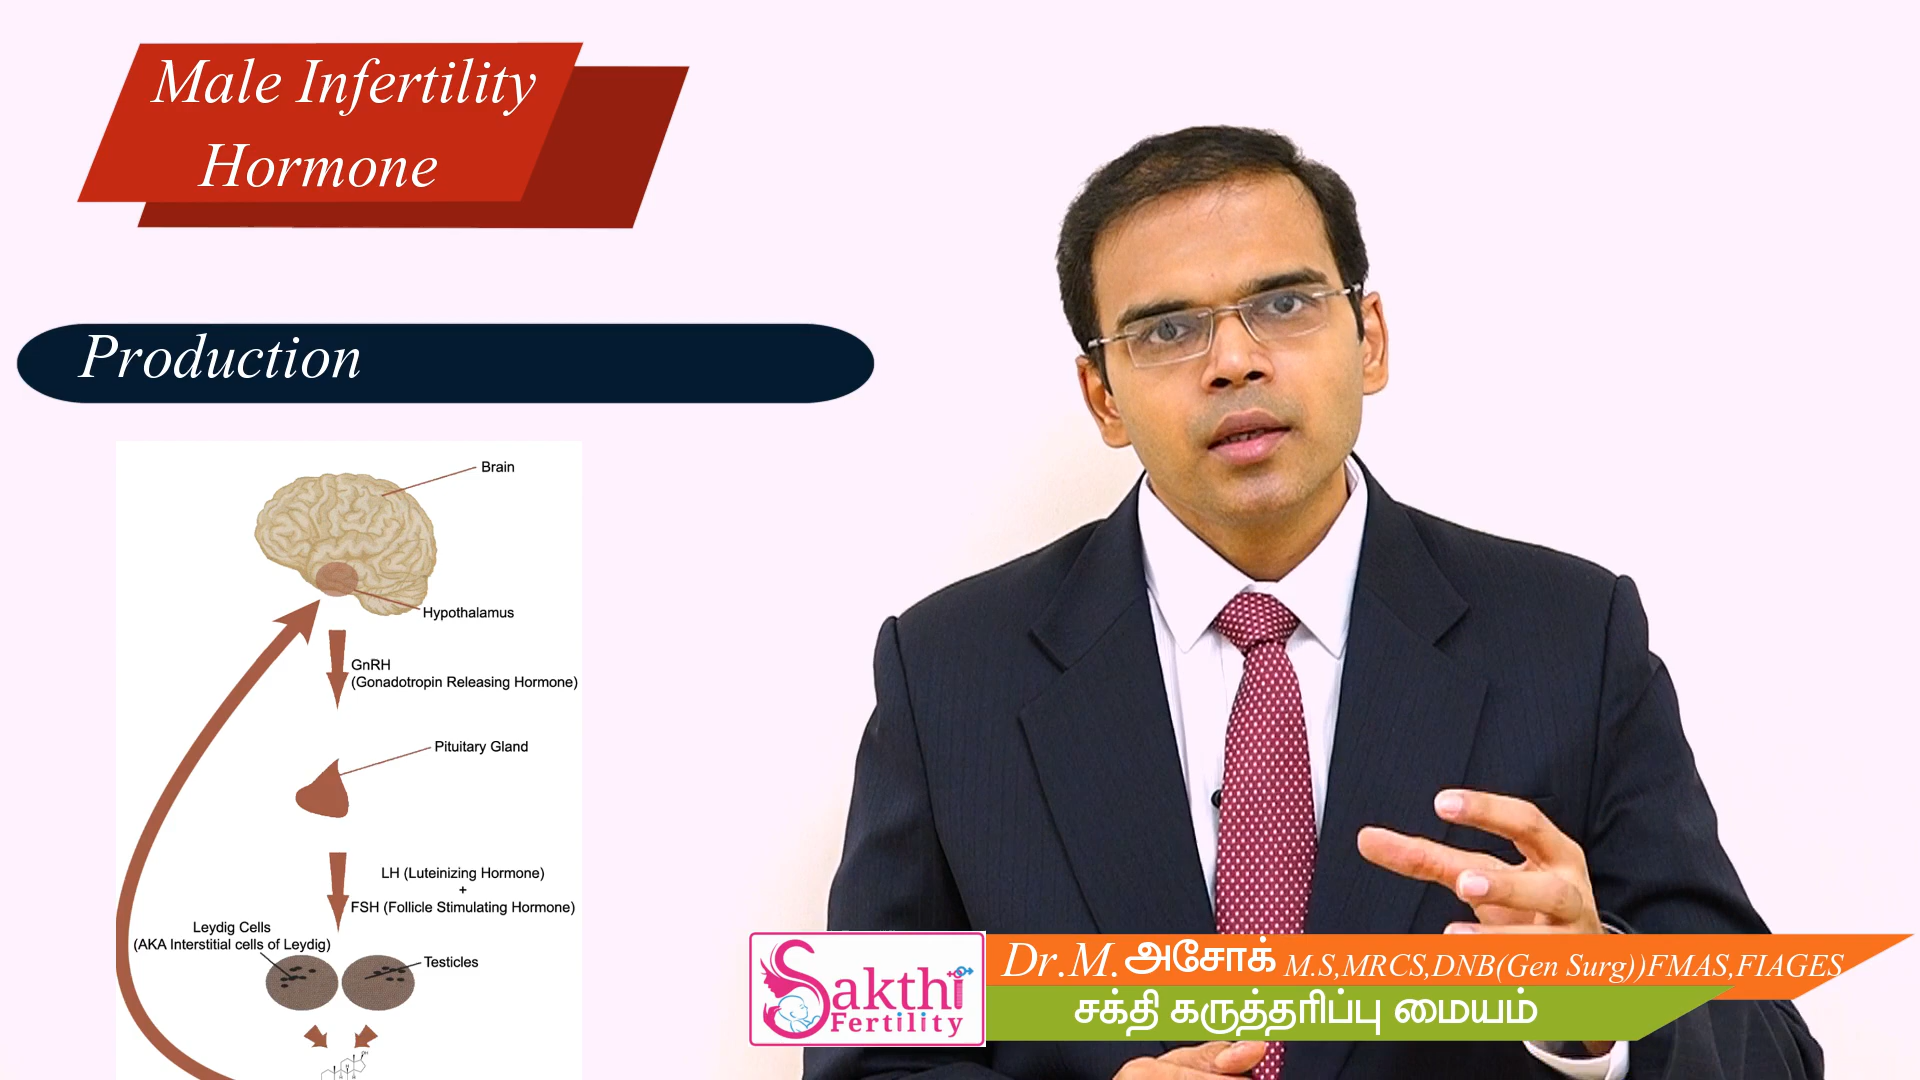 Male Infertility
Hormone
Production
Brain
Hypothalamus
GnRH
(Gonadotropin Releasing Hormone)
Pituitary Gland
LH (Luteinizing Hormone)
+
FSH (Follicle Stimulating Hormone)
Leydig Cells
(AKA Interstitial cells of Leydig)
Testicles
OH
Sakthi
Fertility
Dr.M.அசோக் M.S,MRCS,DNB(Gen Surg))FMAS,FIAGES
சக்தி கருத்தரிப்பு மையம்